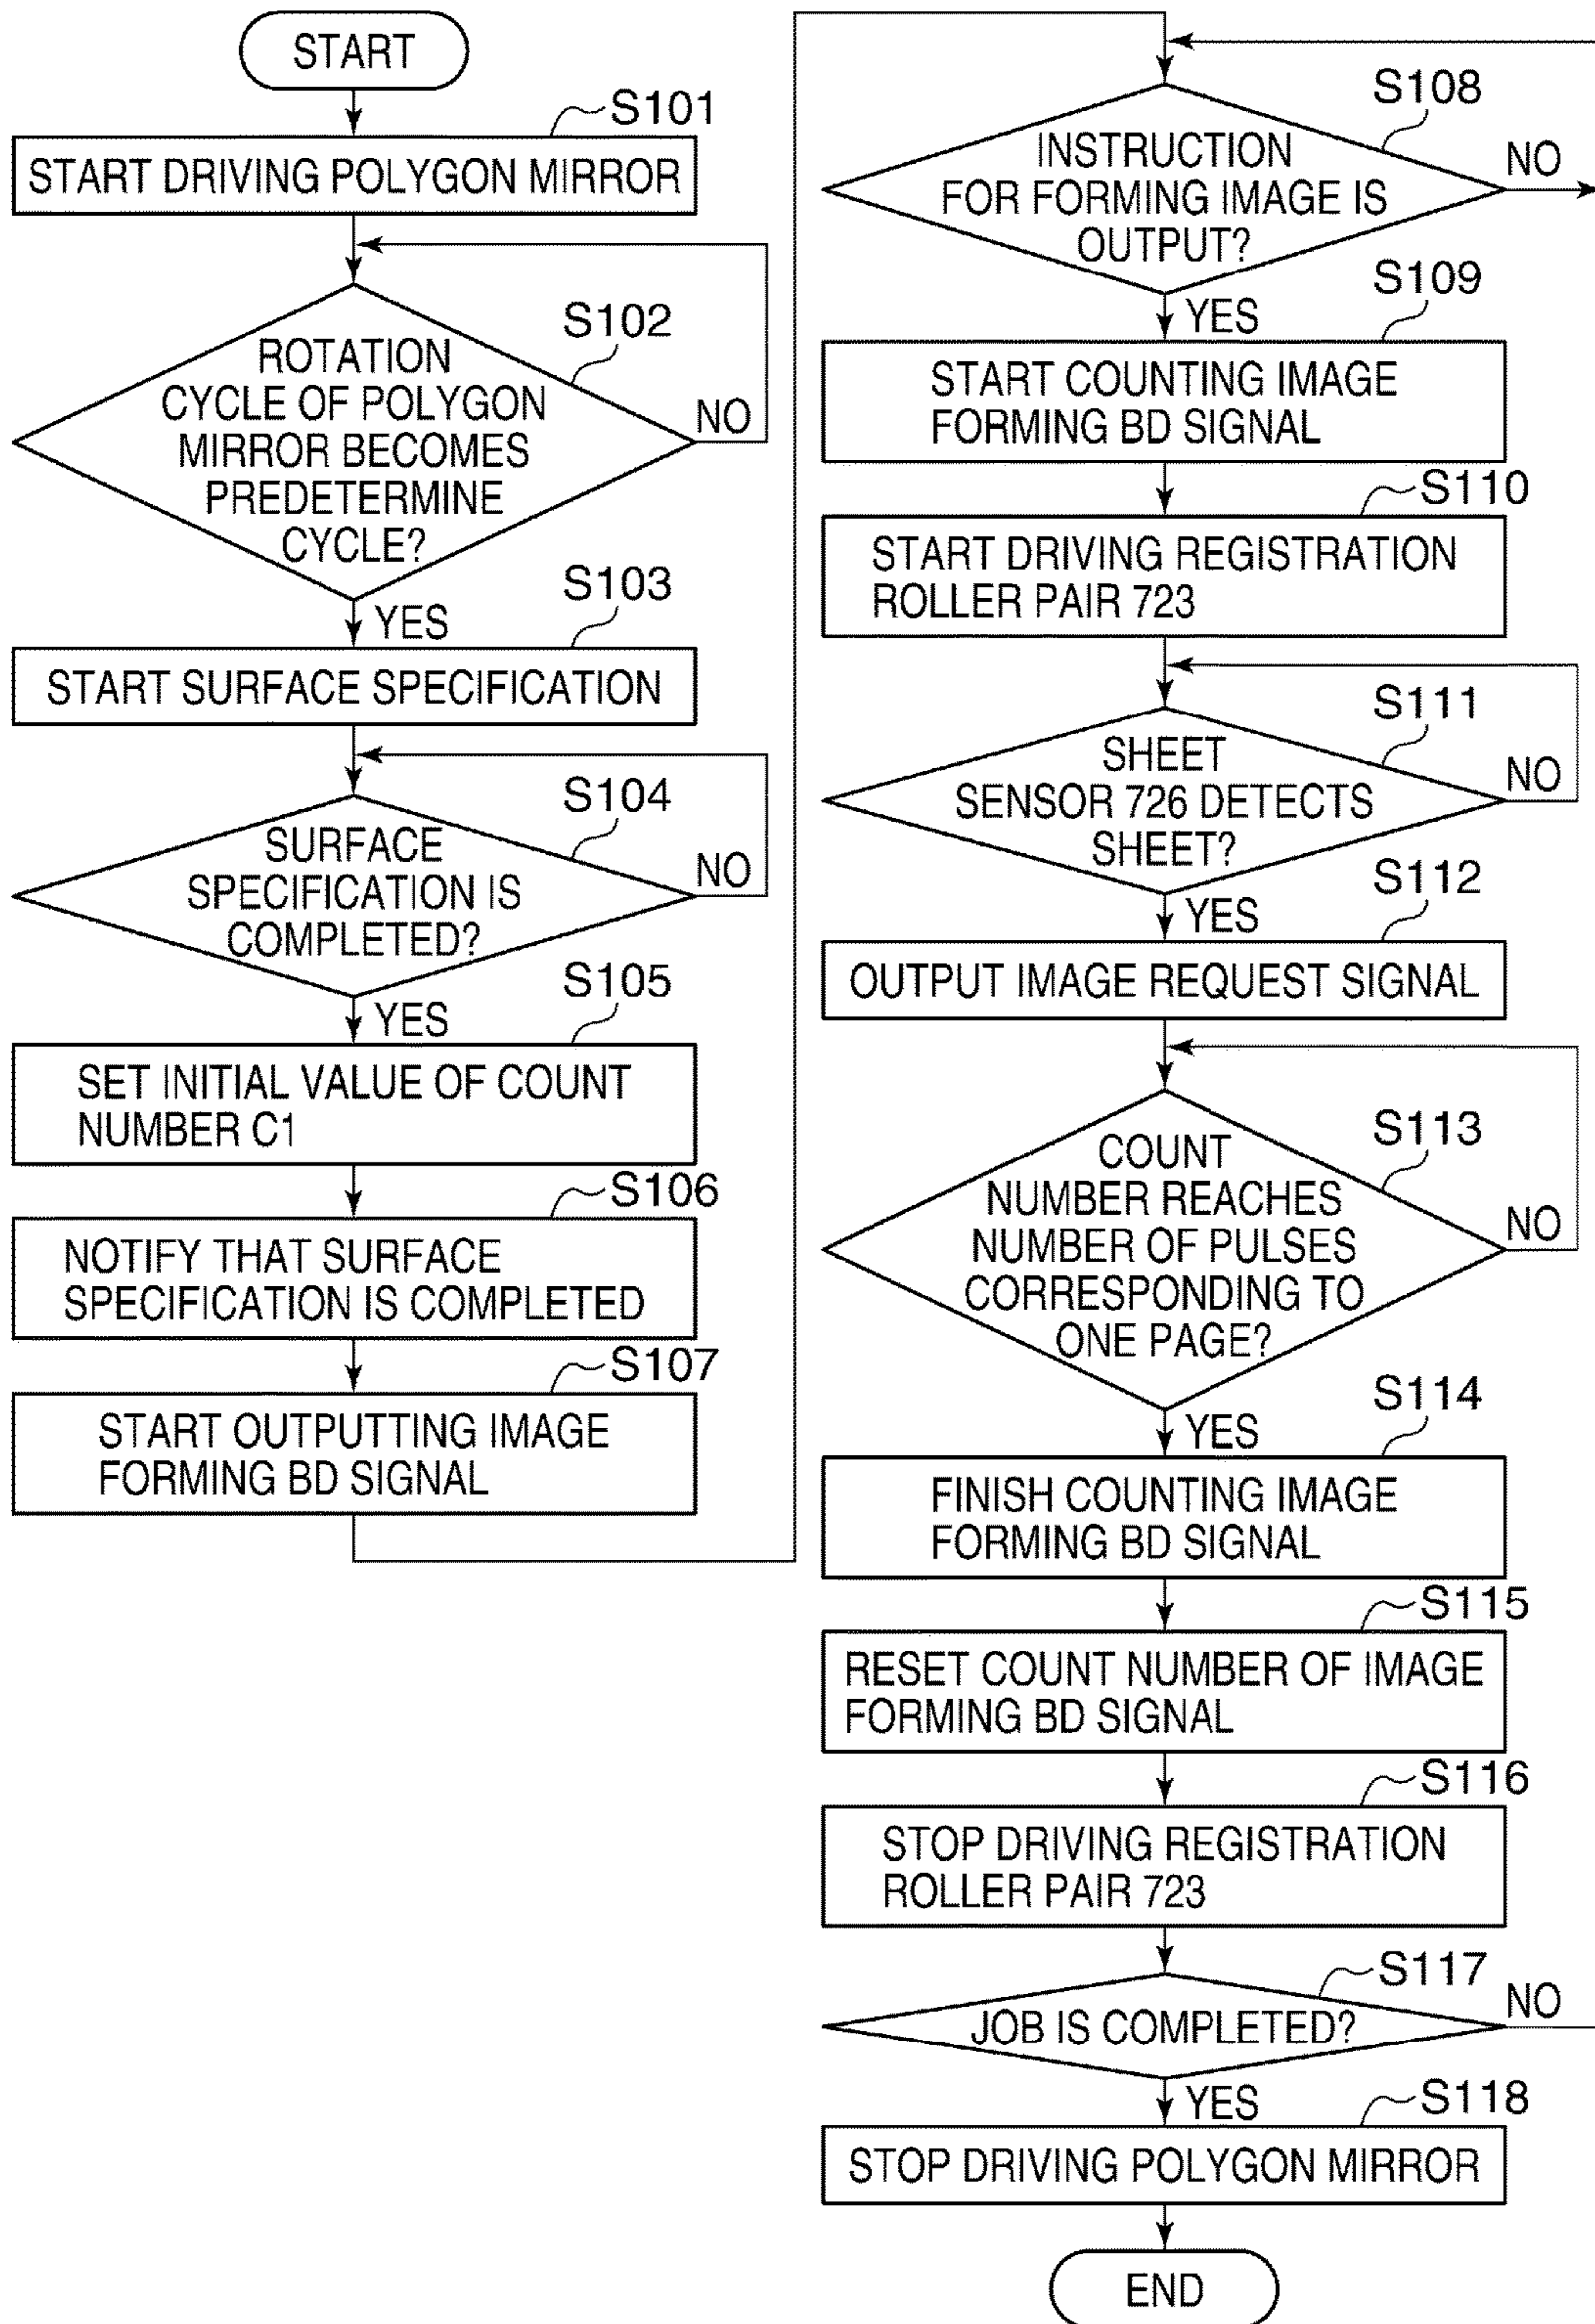 START
S101
START DRIVING POLYGON MIRROR
S102
ROTATION
CYCLE OF POLYGON
MIRROR BECOMES
PREDETERMINE
CYCLE?
NO
YES
S103
START SURFACE SPECIFICATION
S104
SURFACE
SPECIFICATION IS
COMPLETED?
NO
YES
S105
SET INITIAL VALUE OF COUNT
NUMBER C1
S106
NOTIFY THAT SURFACE
SPECIFICATION IS COMPLETED
S107
START OUTPUTTING IMAGE
FORMING BD SIGNAL
S108
INSTRUCTION
FOR FORMING IMAGE IS
OUTPUT?
NO
YES
S109
START COUNTING IMAGE
FORMING BD SIGNAL
S110
START DRIVING REGISTRATION
ROLLER PAIR 723
S111
SHEET
SENSOR 726 DETECTS
SHEET?
NO
YES
S112
OUTPUT IMAGE REQUEST SIGNAL
S113
COUNT
NUMBER REACHES
NUMBER OF PULSES
CORRESPONDING TO
ONE PAGE?
NO
YES
S114
FINISH COUNTING IMAGE
FORMING BD SIGNAL
S115
RESET COUNT NUMBER OF IMAGE
FORMING BD SIGNAL
S116
STOP DRIVING REGISTRATION
ROLLER PAIR 723
S117
JOB IS COMPLETED?
NO
YES
S118
STOP DRIVING POLYGON MIRROR
END